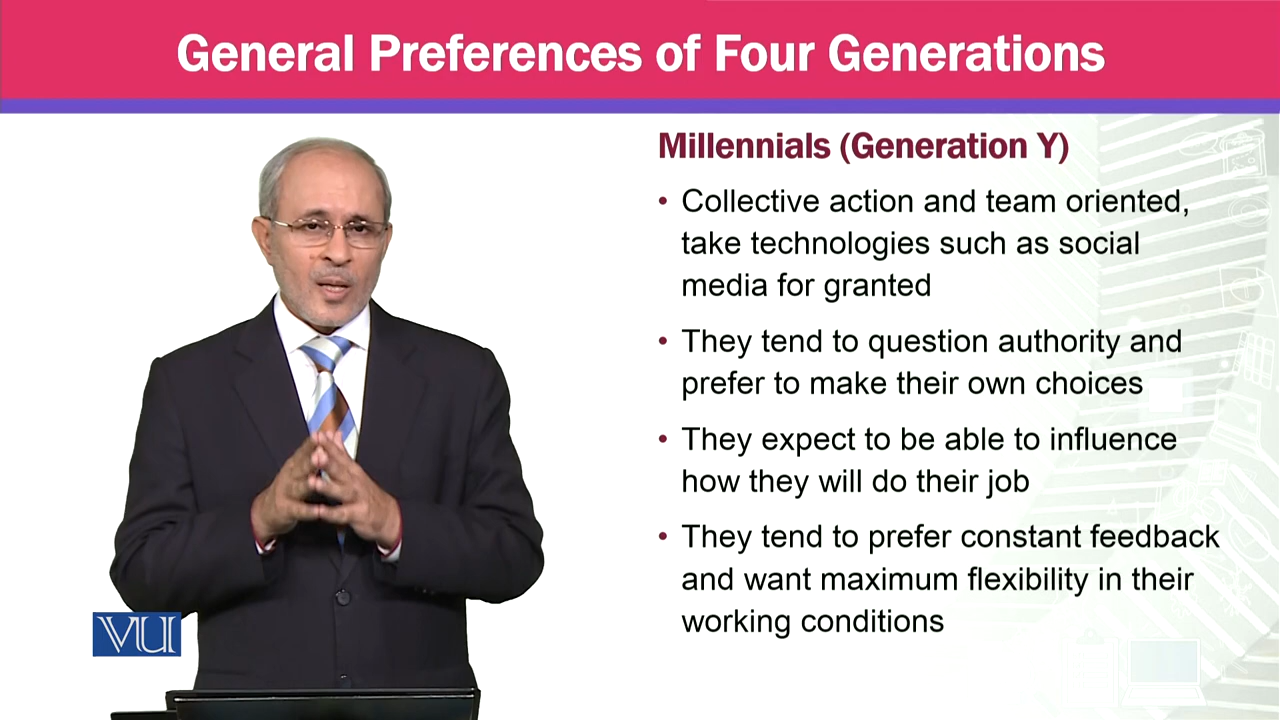 General Preferences of Four Generations
Millennials (Generation Y)
• Collective action and team oriented,
take technologies such as social
media for granted
• They tend to question authority and
prefer to make their own choices
• They expect to be able to influence
how they will do their job
• They tend to prefer constant feedback
and want maximum flexibility in their
working conditions
VU